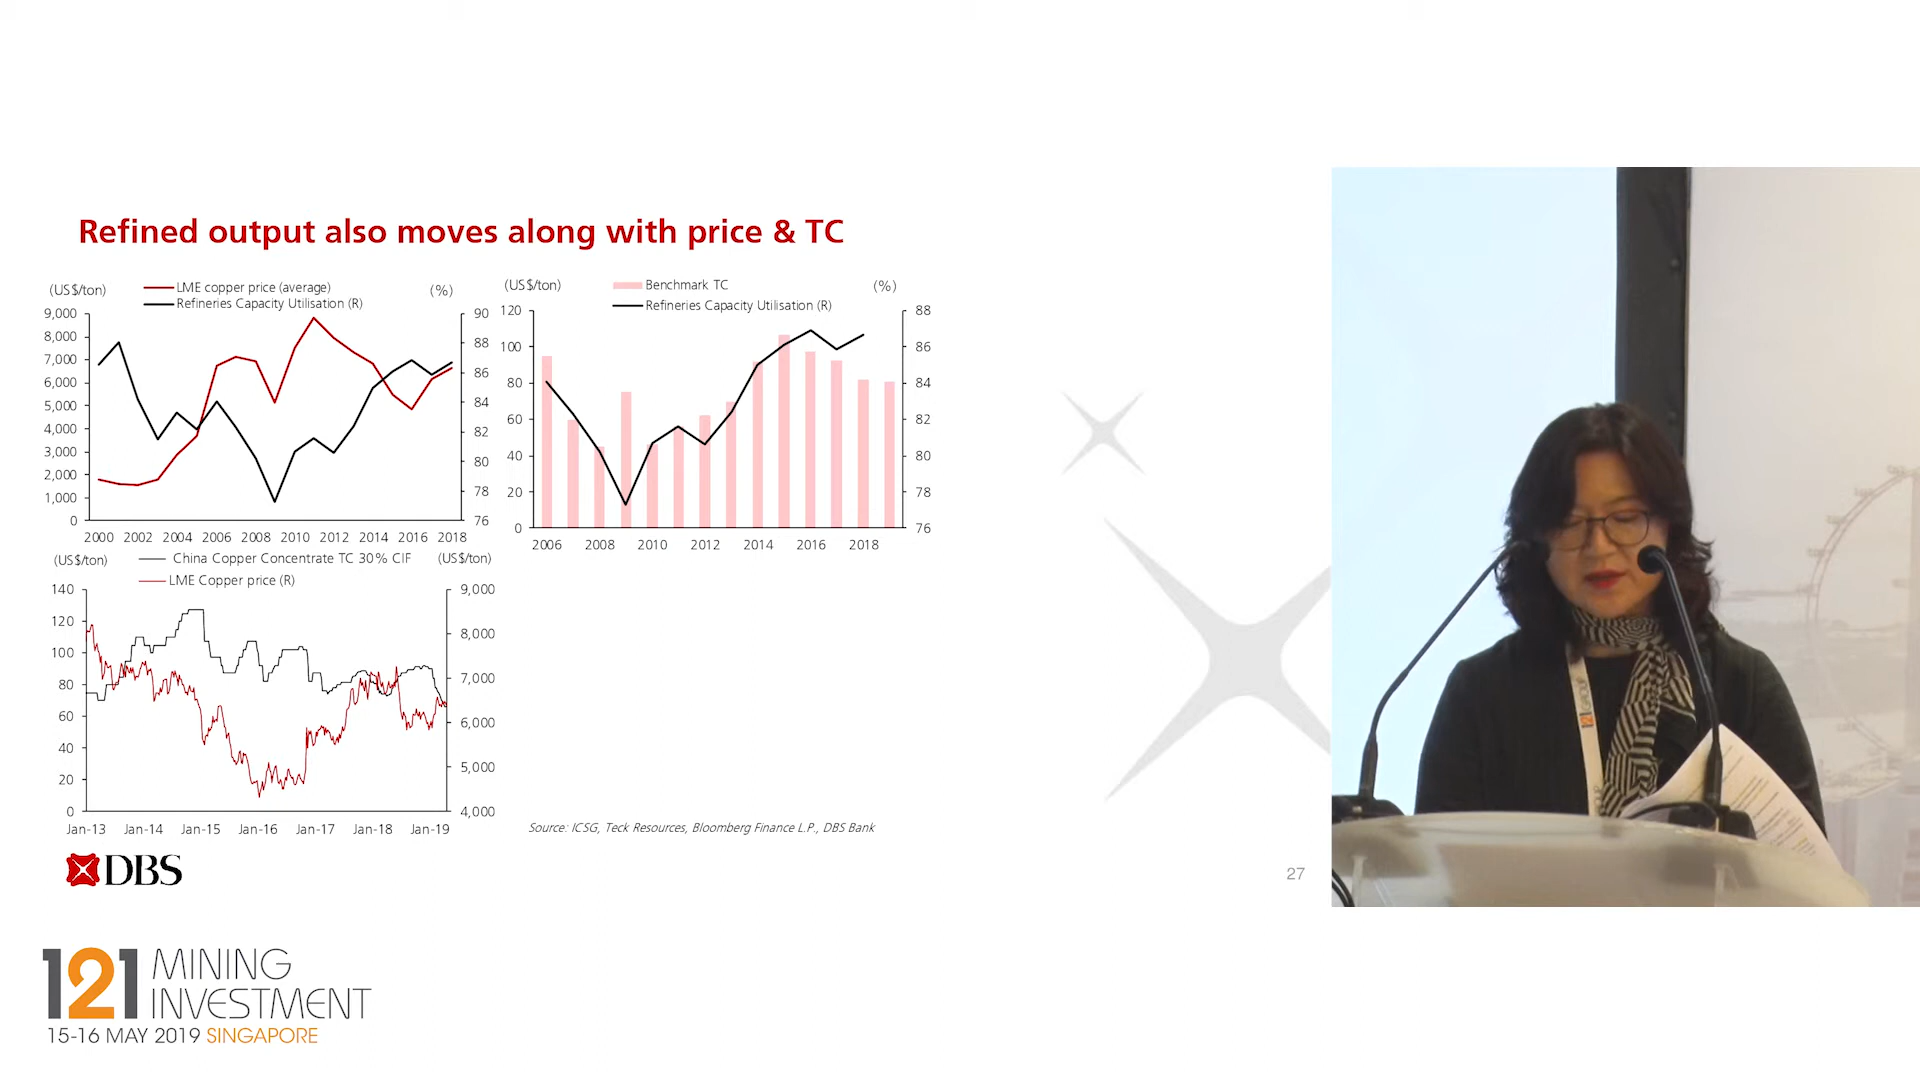 Refined output also moves along with price & TC
(US$/ton)
LME copper price (average)
Refineries Capacity Utilisation (R)
(%)
9,000
8,000
7,000
6,000
5,000
4,000
3,000
2,000
1,000
0
90
88
86
84
82
80
78
76
2000 2002 2004 2006 2008 2010 2012 2014 2016 2018
(US$/ton)
Benchmark TC
Refineries Capacity Utilisation (R)
(%)
120
100
80
60
40
20
0
88
86
84
82
80
78
76
2006 2008 2010 2012 2014 2016 2018
(US$/ton)
China Copper Concentrate TC 30% CIF
LME Copper price (R)
(US$/ton)
140
120
100
80
60
40
20
0
9,000
8,000
7,000
6,000
5,000
4,000
Jan-13 Jan-14 Jan-15 Jan-16 Jan-17 Jan-18 Jan-19
Source: ICSG, Teck Resources, Bloomberg Finance L.P., DBS Bank
DBS
27
121 MINING INVESTMENT
15-16 MAY 2019 SINGAPORE
121GROUP